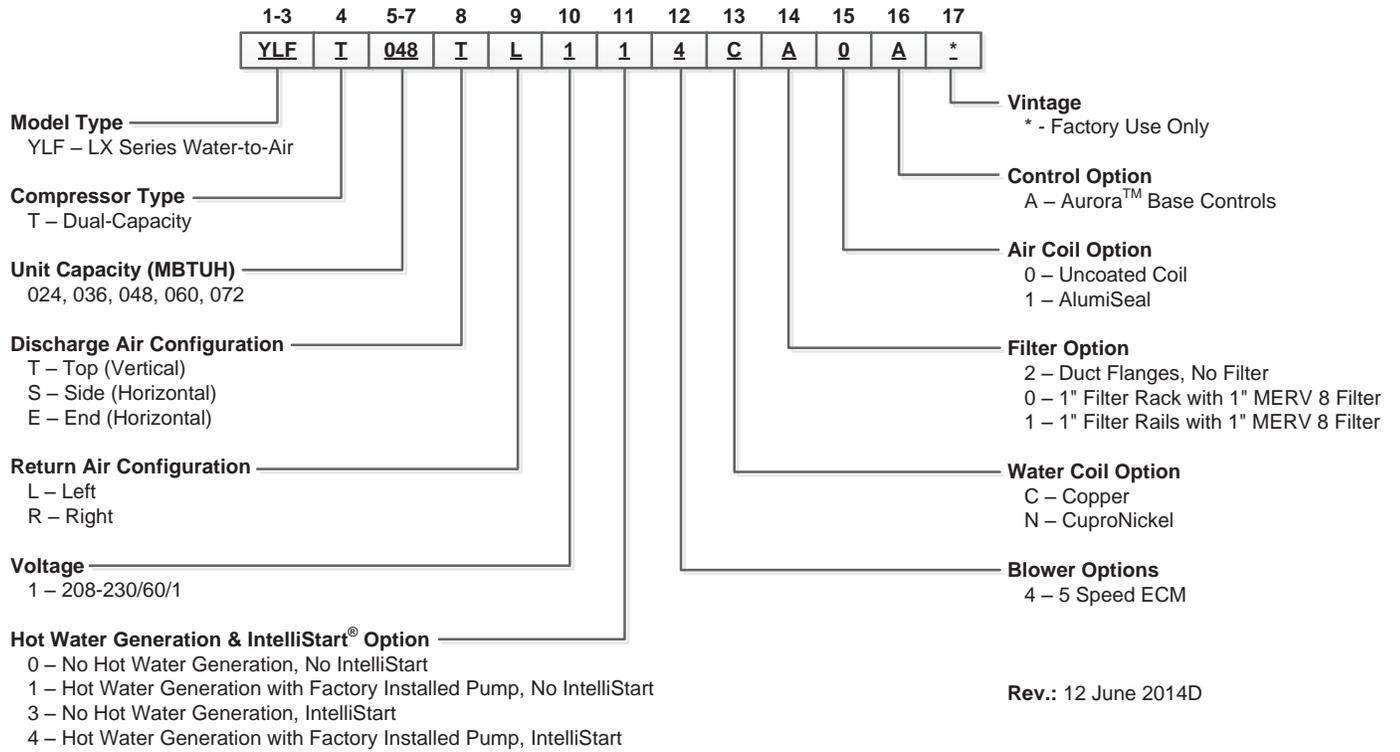 1-3 4 5-7 8 9 10 11 12 13 14 15 16 17
YLF T 048 T L 1 1 4 C A 0 A *
Model Type
YLF – LX Series Water-to-Air
Compressor Type
T – Dual-Capacity
Unit Capacity (MBTUH)
024, 036, 048, 060, 072
Discharge Air Configuration
T – Top (Vertical)
S – Side (Horizontal)
E – End (Horizontal)
Return Air Configuration
L – Left
R – Right
Voltage
1 – 208-230/60/1
Hot Water Generation & IntelliStart® Option
0 – No Hot Water Generation, No IntelliStart
1 – Hot Water Generation with Factory Installed Pump, No IntelliStart
3 – No Hot Water Generation, IntelliStart
4 – Hot Water Generation with Factory Installed Pump, IntelliStart
Vintage
* - Factory Use Only
Control Option
A – Aurora™ Base Controls
Air Coil Option
0 – Uncoated Coil
1 – AlumiSeal
Filter Option
2 – Duct Flanges, No Filter
0 – 1" Filter Rack with 1" MERV 8 Filter
1 – 1" Filter Rails with 1" MERV 8 Filter
Water Coil Option
C – Copper
N – CuproNickel
Blower Options
4 – 5 Speed ECM
Rev.: 12 June 2014D